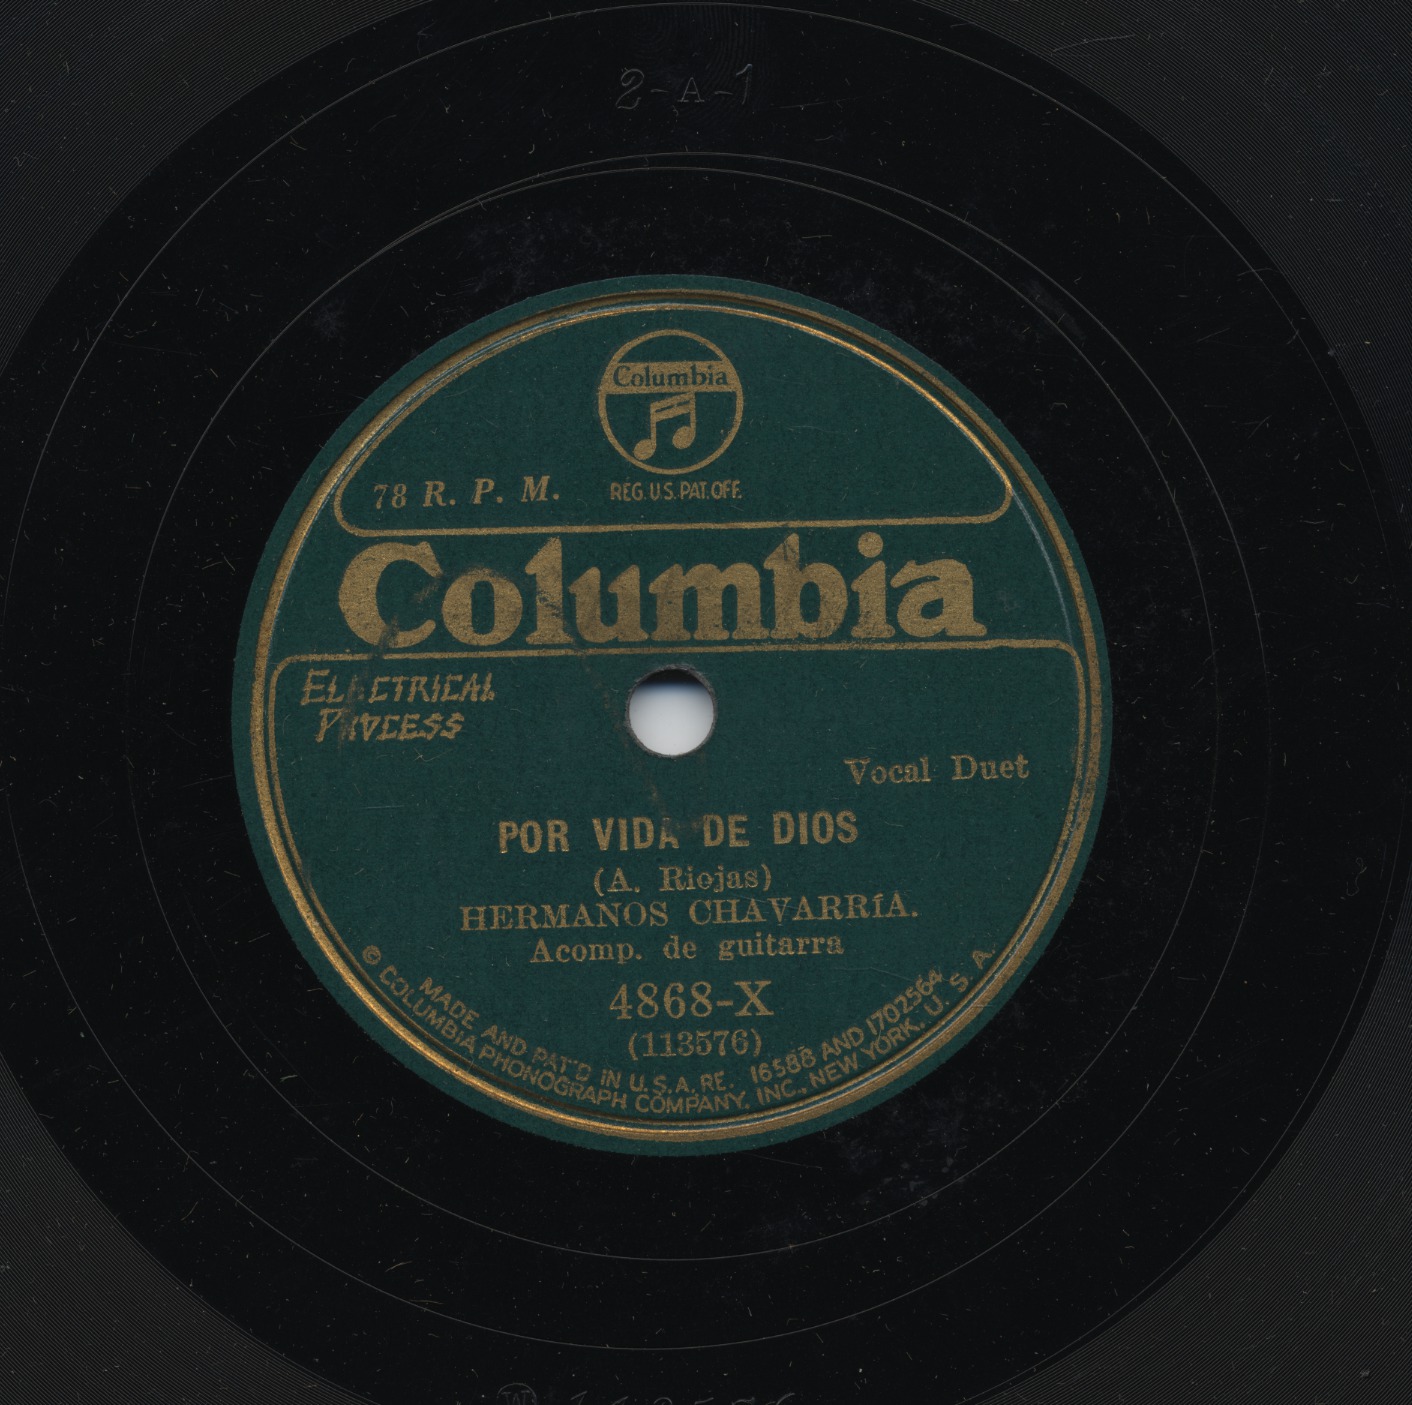 2-A-1
Columbia
REG. U.S. PAT. OFF.
78 R. P. M.
Columbia
ELECTRICAL
PROCESS
Vocal Duet
POR VIDA DE DIOS
(A. Riojas)
HERMANOS CHAVARRíA.
Acomp. de guitarra
4868-X
(113576)
MADE AND PAT'D IN U.S.A. RE. 16588 AND 1702564
© COLUMBIA PHONOGRAPH COMPANY, INC., NEW YORK, U. S. A.